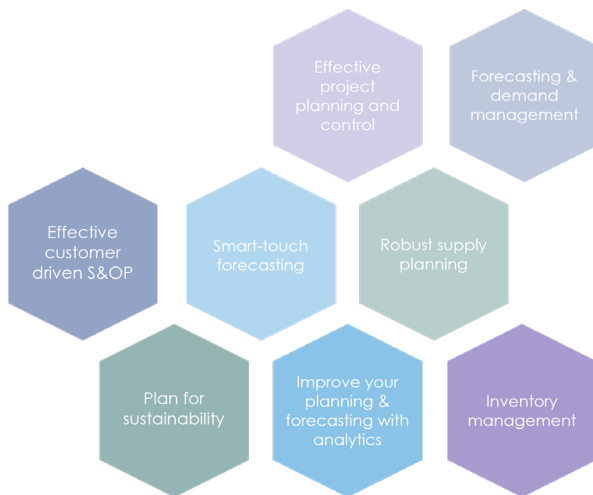 Effective
project
planning and
control
Forecasting &
demand
management
Effective
customer
driven S&OP
Smart-touch
forecasting
Robust supply
planning
Plan for
sustainability
Improve your
planning &
forecasting with
analytics
Inventory
management